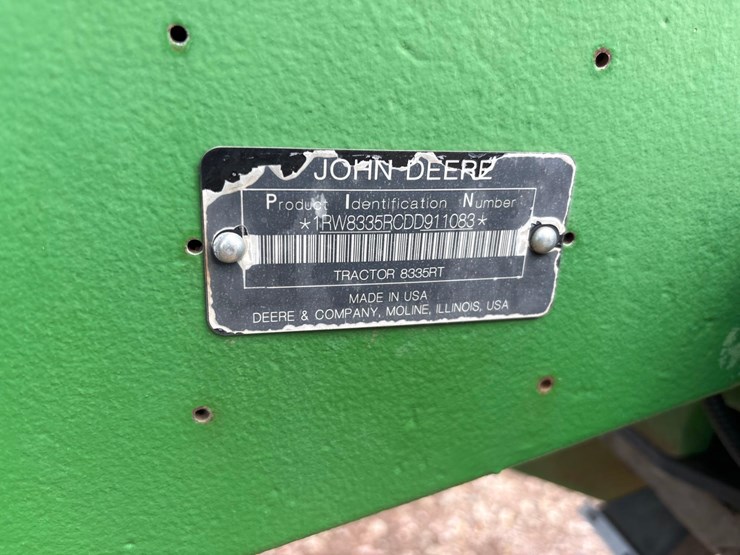 JOHN DEERE
Product Identification Number
*1RW8335RCDD911083*
TRACTOR 8335RT
MADE IN USA
DEERE & COMPANY, MOLINE, ILLINOIS, USA